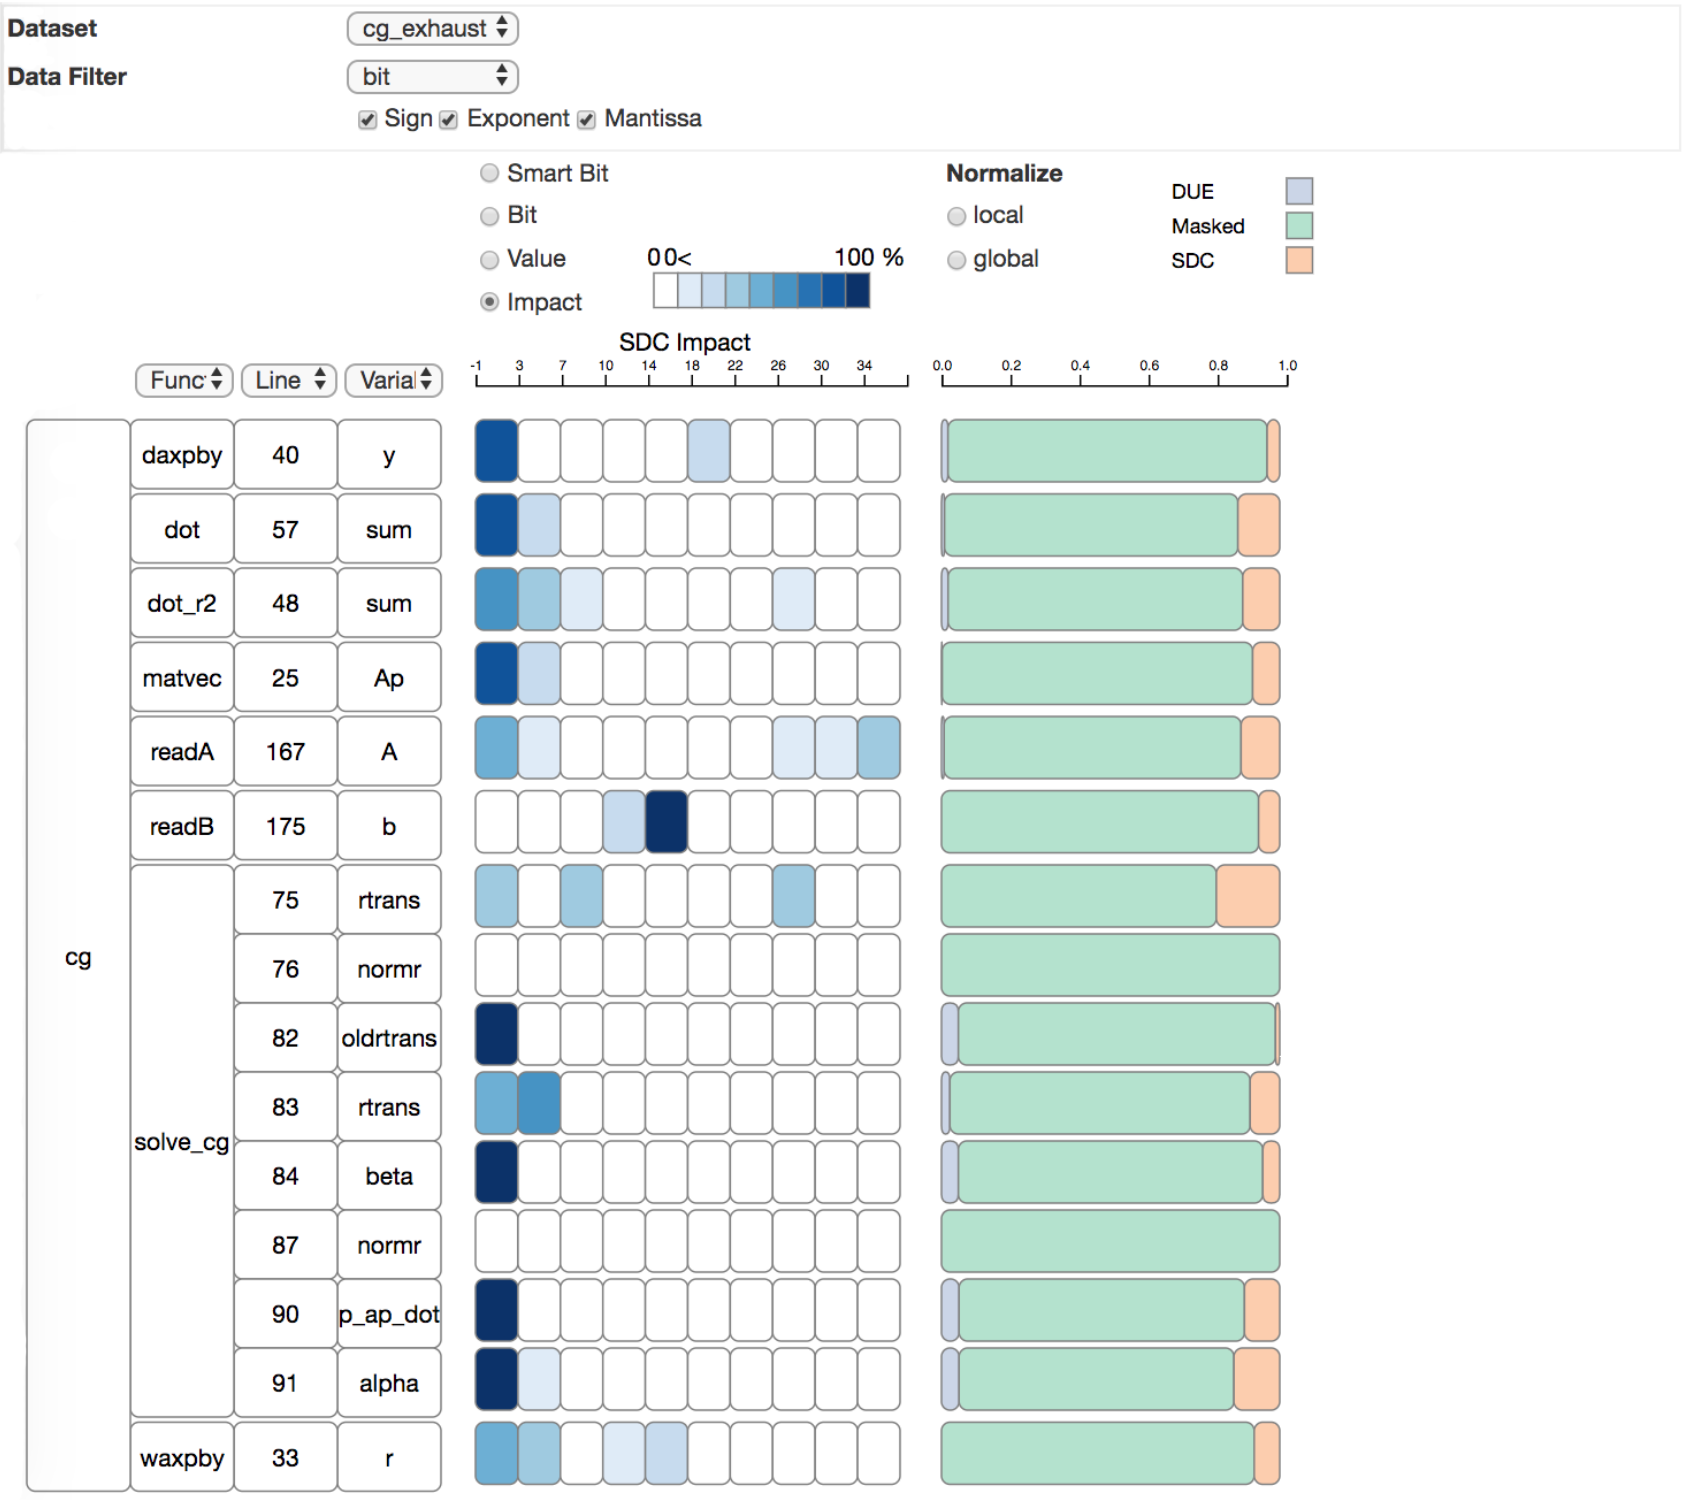 Dataset cg_exhaust
Data Filter bit
Sign Exponent Mantissa
Smart Bit
Bit
Value
Impact
0 0< 100 %
Normalize
local
global
DUE
Masked
SDC
SDC Impact
Func Line Varial
-1 3 7 10 14 18 22 26 30 34
0.0 0.2 0.4 0.6 0.8 1.0
cg
daxpby 40 y
dot 57 sum
dot_r2 48 sum
matvec 25 Ap
readA 167 A
readB 175 b
solve_cg
75 rtrans
76 normr
82 oldrtrans
83 rtrans
84 beta
87 normr
90 p_ap_dot
91 alpha
waxpby 33 r